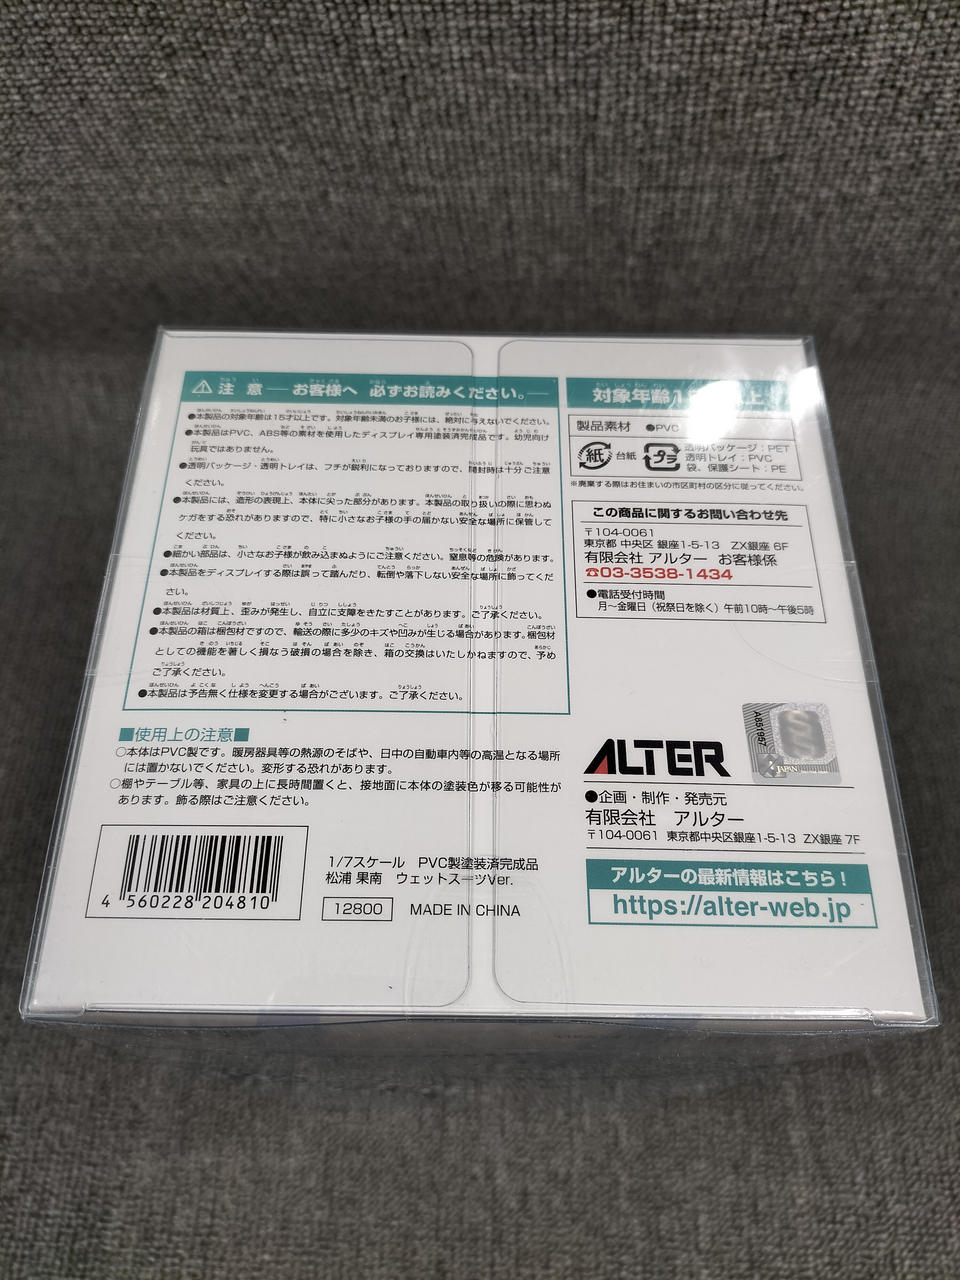 注意―お客様へ 必ずお読みください。―
●本製品の対象年齢は15才以上です。対象年齢未満のお子様には、絶対に与えないでください。
●本製品はPVC、ABS等の素材を使用したディスプレイ専用塗装済完成品です。幼児向け
玩具ではありません。
●透明パッケージ・透明トレイは、フチが鋭利になっておりますので、開封時は十分ご注意
ください。
●本製品には、造形の表現上、本体に尖った部分があります。本製品の取り扱いの際に思わぬ
ケガをする恐れがありますので、特に小さなお子様の手の届かない安全な場所に保管して
ください。
●細かい部品は、小さなお子様が飲み込まぬようにご注意ください。窒息等の危険があります。
●本製品をディスプレイする際は誤って踏んだり、転倒や落下しない安全な場所に飾ってくだ
さい。
●本製品は材質上、歪みが発生し、自立に支障をきたすことがあります。ご了承ください。
●本製品の箱は梱包材ですので、輸送の際に多少のキズや凹みが生じる場合があります。梱包材
としての機能を著しく損なう破損の場合を除き、箱の交換はいたしかねますので、予め
ご了承ください。
●本製品は予告無く仕様を変更する場合がございます。ご了承ください。
■使用上の注意■
○本体はPVC製です。暖房器具等の熱源のそばや、日中の自動車内等の高温となる場所
には置かないでください。変形する恐れがあります。
○棚やテーブル等、家具の上に長時間置くと、接地面に本体の塗装色が移る可能性が
あります。飾る際はご注意ください。
4 560228 204810
1/7スケール PVC製塗装済完成品
松浦 果南 ウェットスーツVer.
12800 MADE IN CHINA
対象年齢1 上
製品素材 ●PVC
紙 台紙 プラ
透明パッケージ：PET
透明トレイ：PVC
袋、保護シート：PE
※廃棄する際はお住まいの市区町村の区分に従ってください。
この商品に関するお問い合わせ先
〒104-0061
東京都 中央区 銀座1-5-13 ZX銀座 6F
有限会社 アルター お客様係
☎03-3538-1434
●電話受付時間
月～金曜日（祝祭日を除く）午前10時～午後5時
A851957
JAPAN
ALTER
●企画・制作・発売元
有限会社 アルター
〒104-0061 東京都中央区銀座1-5-13 ZX銀座 7F
アルターの最新情報はこちら！
https://alter-web.jp